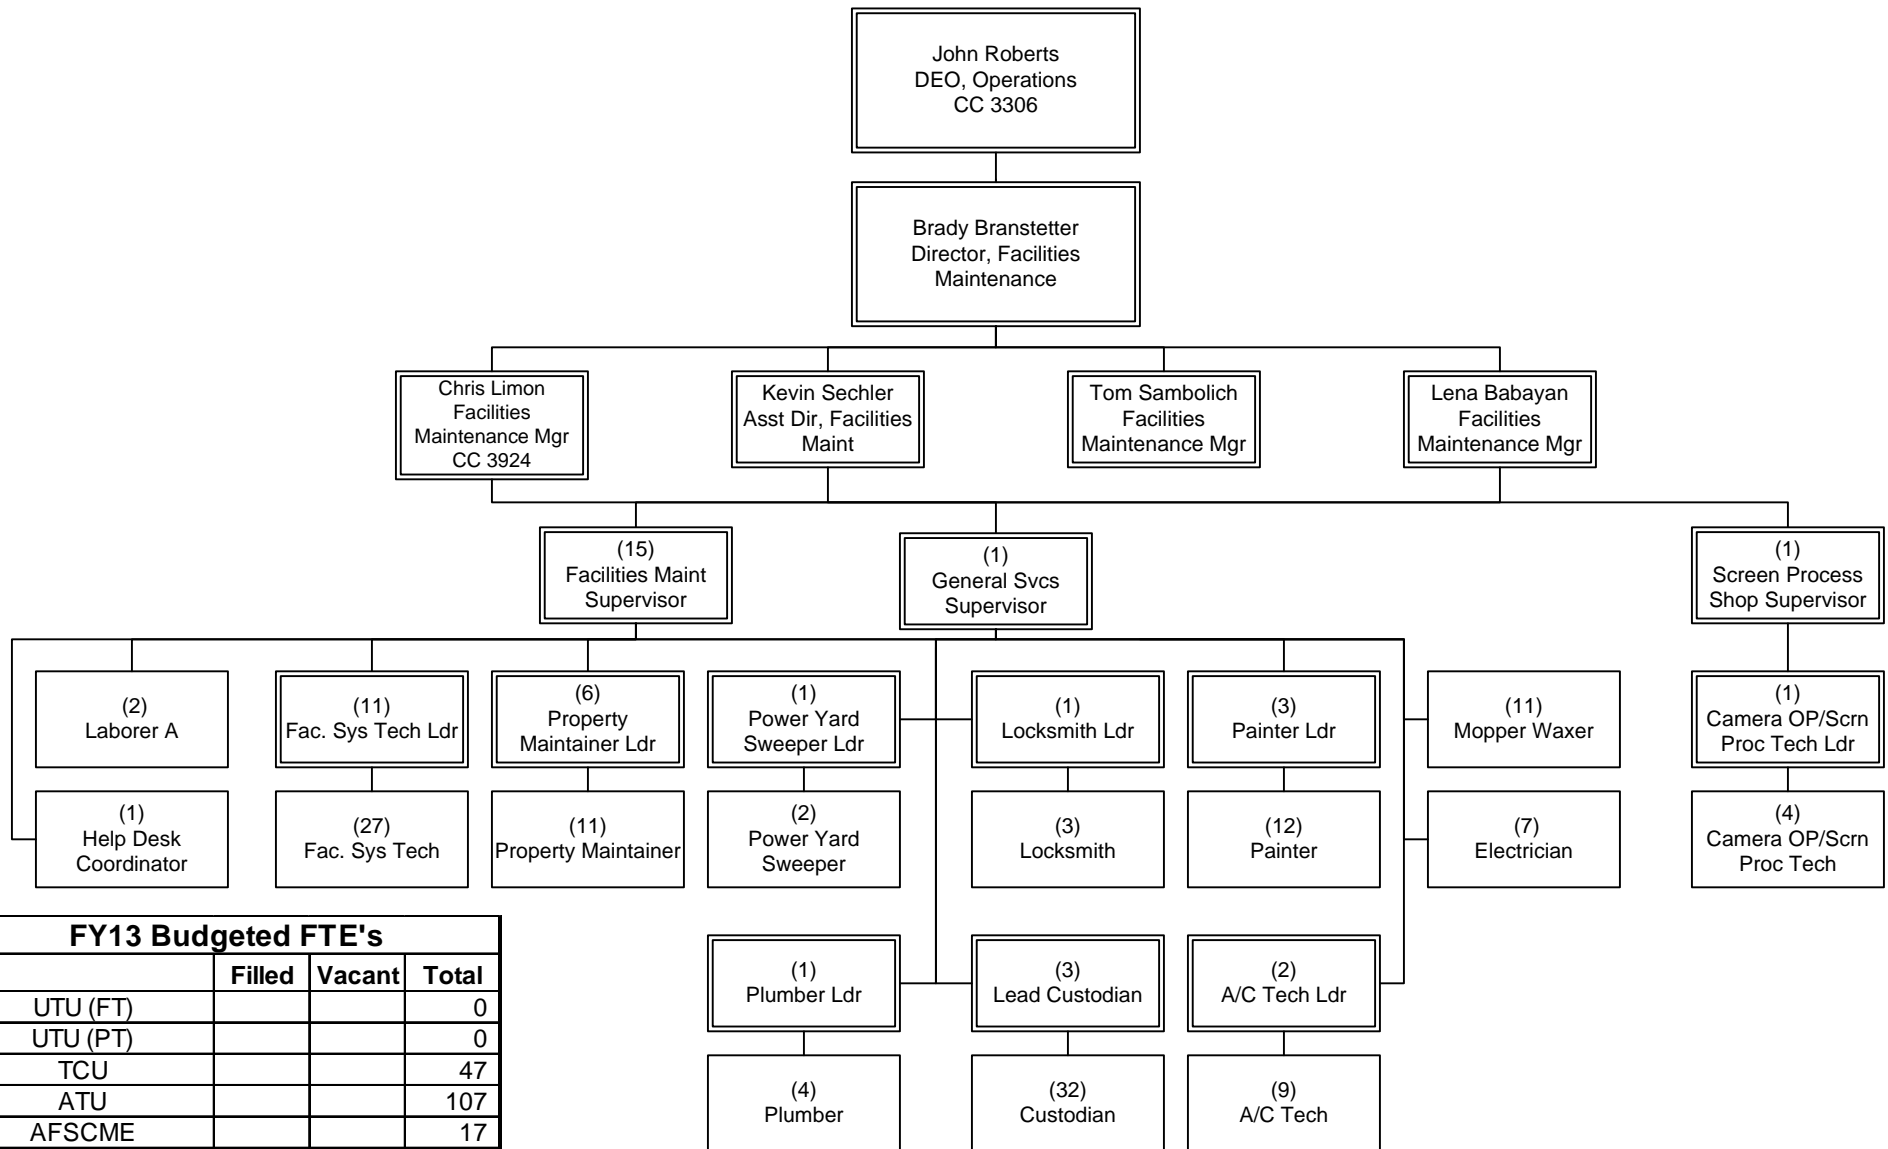 John Roberts
DEO, Operations
CC 3306
Brady Branstetter
Director, Facilities
Maintenance
Chris Limon
Facilities
Maintenance Mgr
CC 3924
Kevin Sechler
Asst Dir, Facilities
Maint
Tom Sambolich
Facilities
Maintenance Mgr
Lena Babayan
Facilities
Maintenance Mgr
(15)
Facilities Maint
Supervisor
(1)
General Svcs
Supervisor
(1)
Screen Process
Shop Supervisor
(2)
Laborer A
(11)
Fac. Sys Tech Ldr
(6)
Property
Maintainer Ldr
(1)
Power Yard
Sweeper Ldr
(1)
Locksmith Ldr
(3)
Painter Ldr
(11)
Mopper Waxer
(1)
Camera OP/Scrn
Proc Tech Ldr
(1)
Help Desk
Coordinator
(27)
Fac. Sys Tech
(11)
Property Maintainer
(2)
Power Yard
Sweeper
(3)
Locksmith
(12)
Painter
(7)
Electrician
(4)
Camera OP/Scrn
Proc Tech
(1)
Plumber Ldr
(3)
Lead Custodian
(2)
A/C Tech Ldr
(4)
Plumber
(32)
Custodian
(9)
A/C Tech
FY13 Budgeted FTE's
Filled Vacant Total
UTU (FT) 0
UTU (PT) 0
TCU 47
ATU 107
AFSCME 17